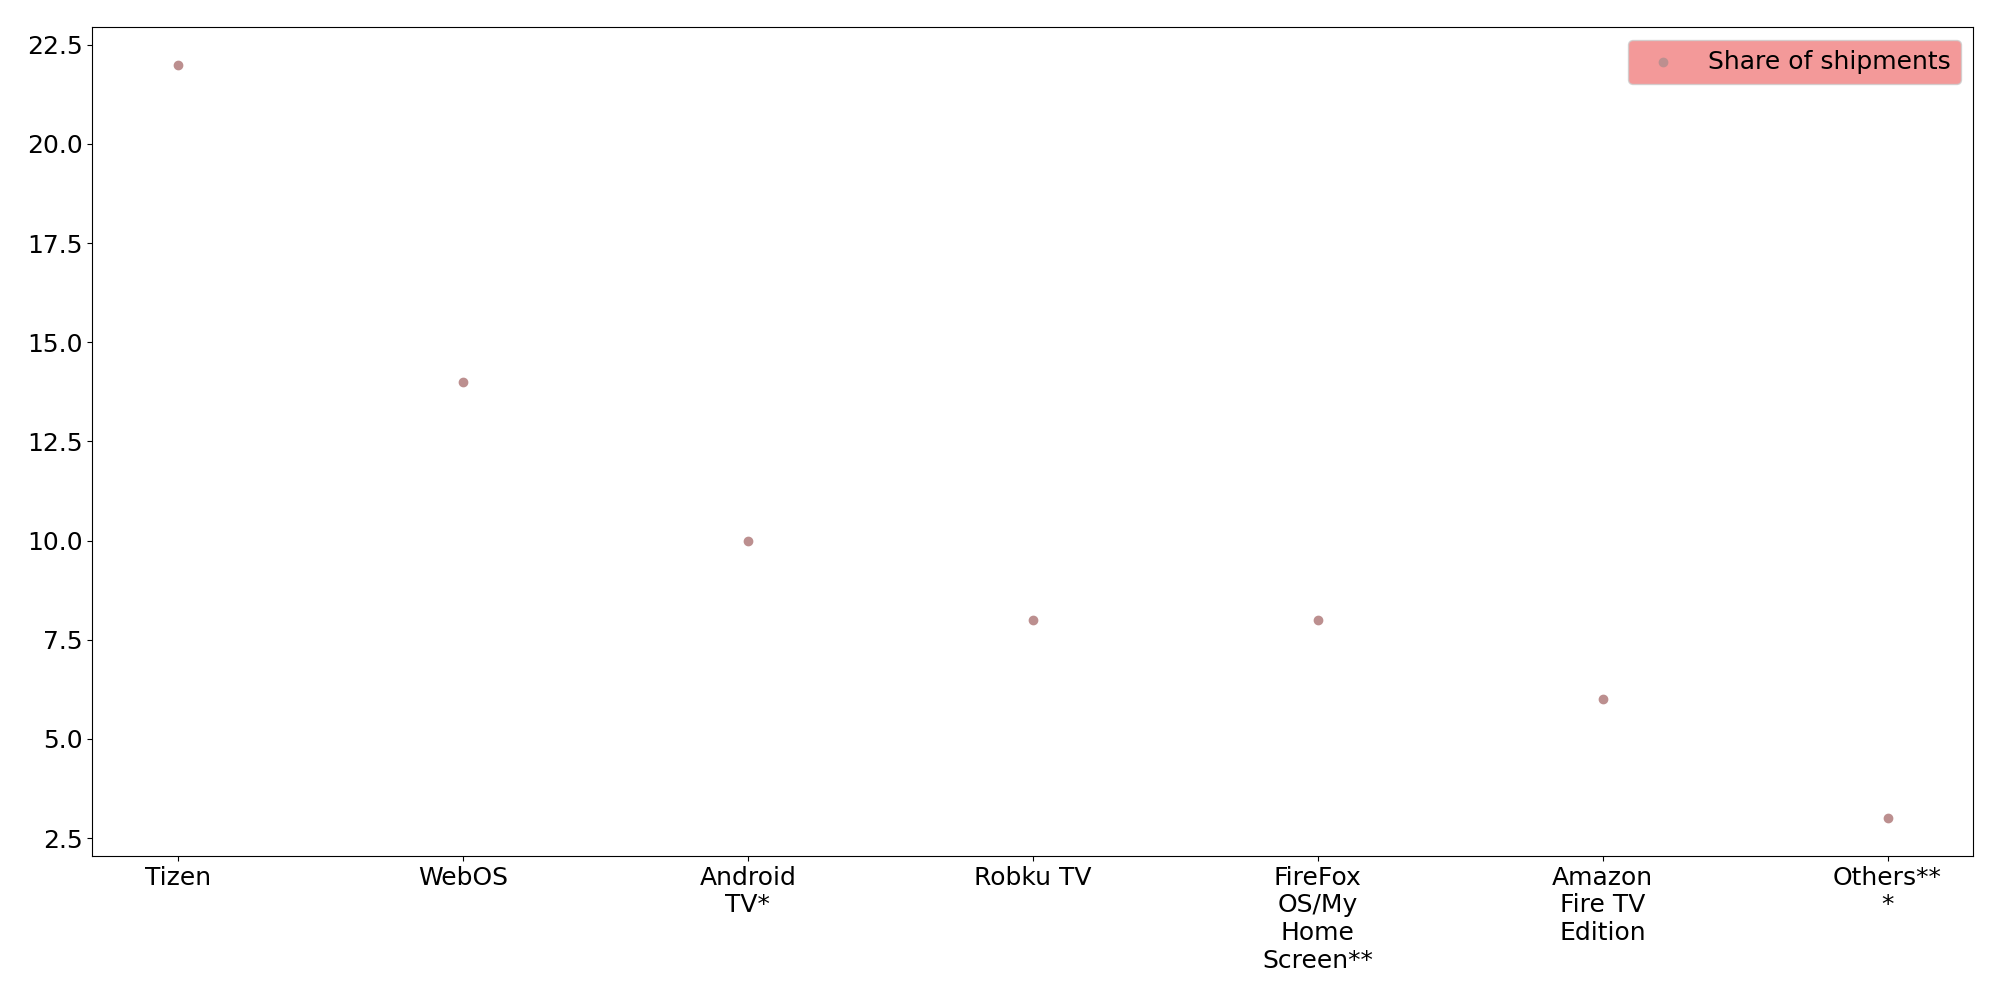 22.5
20.0
17.5
15.0
12.5
10.0
7.5
5.0
2.5
Share of shipments
Tizen
WebOS
Android
TV*
Robku TV
FireFox
OS/My
Home
Screen**
Amazon
Fire TV
Edition
Others**
*